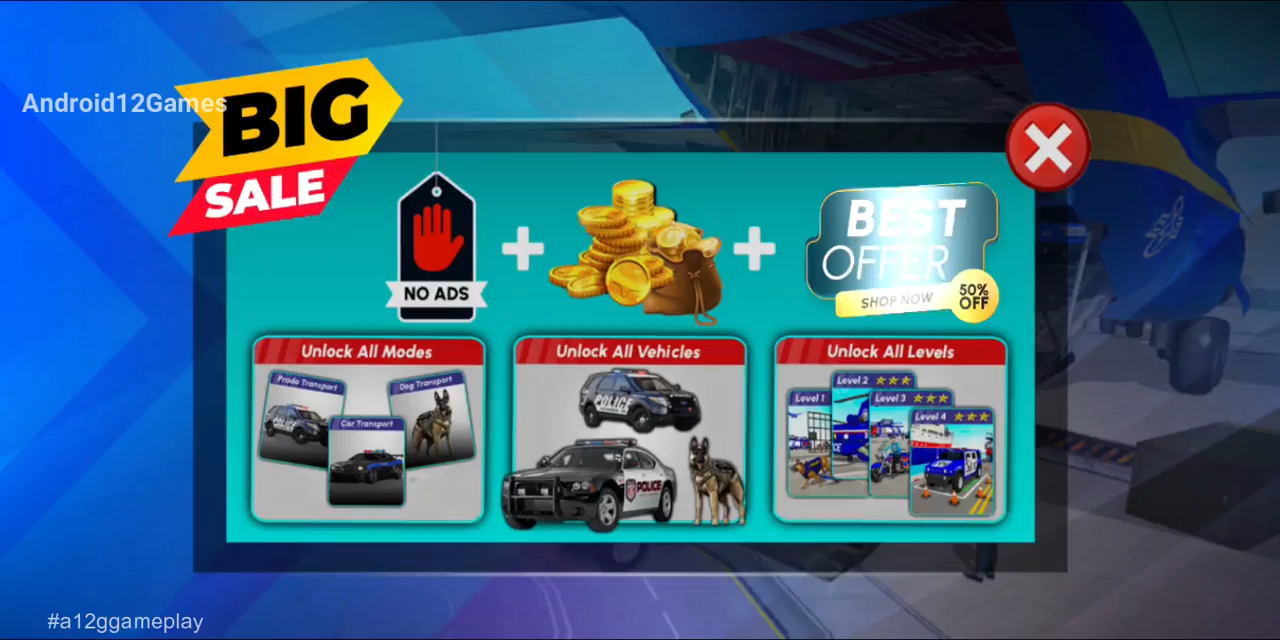 Android12Games
BIG
SALE
NO ADS
BEST
OFFER
SHOP NOW
50%
OFF
Unlock All Modes
Prado Transport
Dog Transport
Car Transport
POLICE
Unlock All Vehicles
POLICE
POLICE
Unlock All Levels
Level 1
Level 2
Level 3
Level 4
#a12ggameplay